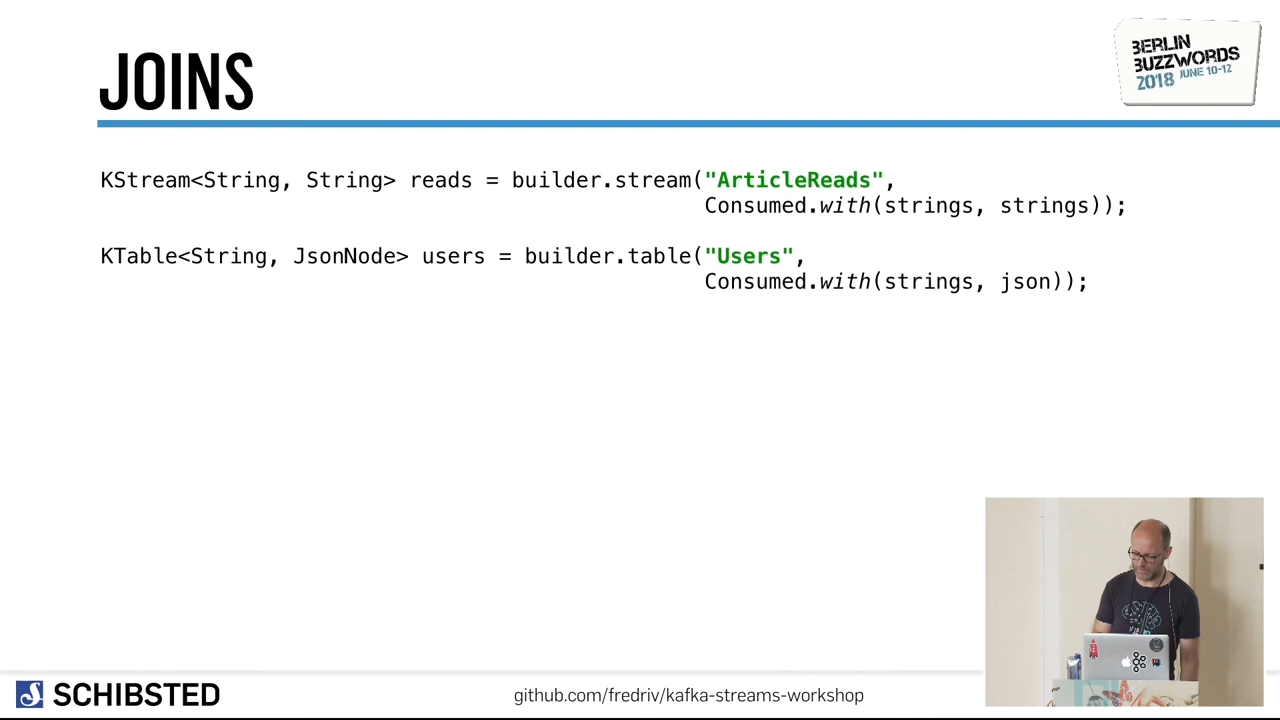 JOINS
BERLIN
BUZZWORDS
2018 JUNE 10-12
KStream<String, String> reads = builder.stream("ArticleReads",
Consumed.with(strings, strings));
KTable<String, JsonNode> users = builder.table("Users",
Consumed.with(strings, json));
SCHIBSTED
github.com/fredriv/kafka-streams-workshop